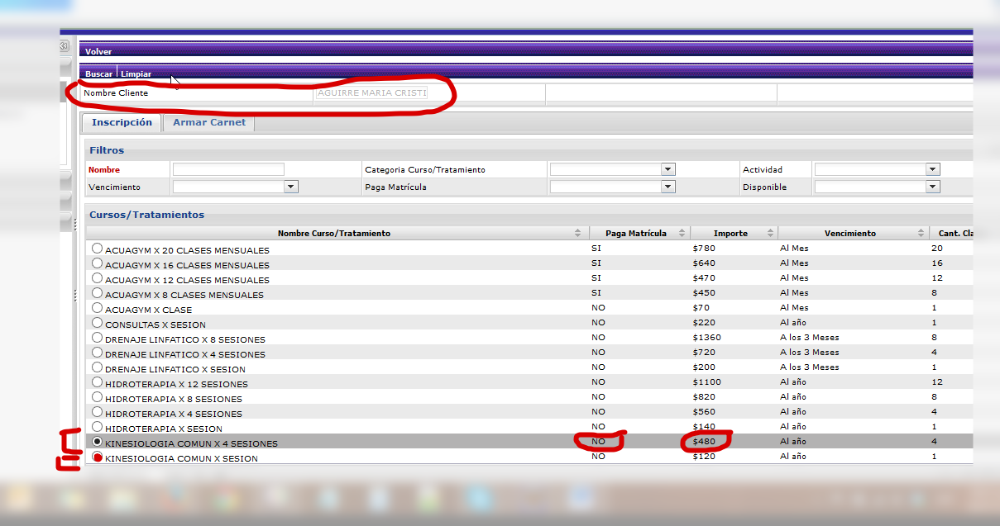 Volver
Buscar Limpiar
Nombre Cliente AGUIRRE MARIA CRISTI
Inscripción Armar Carnet
Filtros
Nombre Categoria Curso/Tratamiento Actividad
Vencimiento Paga Matrícula Disponible
Cursos/Tratamientos
Nombre Curso/Tratamiento Paga Matrícula Importe Vencimiento Cant. Cla
ACUAGYM X 20 CLASES MENSUALES SI $780 Al Mes 20
ACUAGYM X 16 CLASES MENSUALES SI $640 Al Mes 16
ACUAGYM X 12 CLASES MENSUALES SI $470 Al Mes 12
ACUAGYM X 8 CLASES MENSUALES SI $450 Al Mes 8
ACUAGYM X CLASE NO $70 Al Mes 1
CONSULTAS X SESION NO $220 Al año 1
DRENAJE LINFATICO X 8 SESIONES NO $1360 A los 3 Meses 8
DRENAJE LINFATICO X 4 SESIONES NO $720 A los 3 Meses 4
DRENAJE LINFATICO X SESION NO $200 A los 3 Meses 1
HIDROTERAPIA X 12 SESIONES NO $1100 Al año 12
HIDROTERAPIA X 8 SESIONES NO $820 Al año 8
HIDROTERAPIA X 4 SESIONES NO $560 Al año 4
HIDROTERAPIA X SESION NO $140 Al año 1
KINESIOLOGIA COMUN X 4 SESIONES NO $480 Al año 4
KINESIOLOGIA COMUN X SESION NO $120 Al año 1